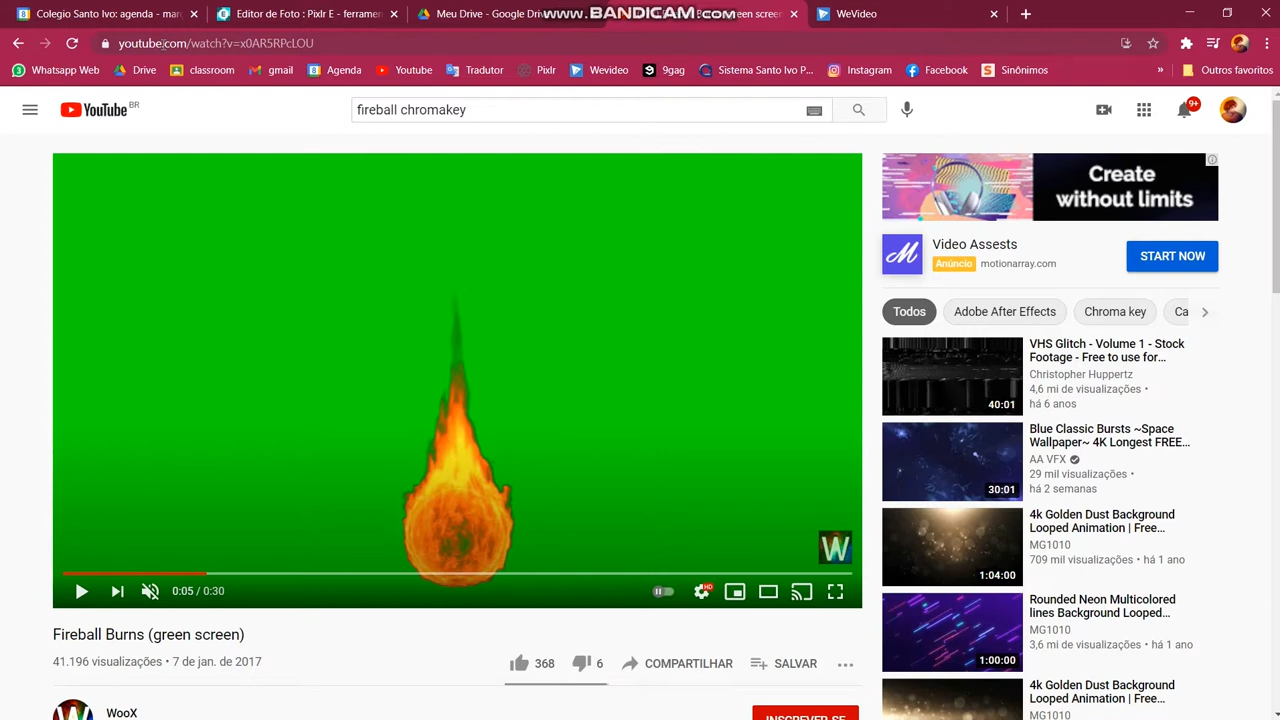 Colegio Santo Ivo: agenda - mar
Editor de Foto : Pixlr E - ferrame
Meu Drive - Google Driv
www.BANDICAM.com
een scree
WeVideo
youtube.com/watch?v=x0AR5RPcLOU
Whatsapp Web
Drive
classroom
gmail
Agenda
Youtube
Tradutor
Pixlr
Wevideo
9gag
Sistema Santo Ivo P...
Instagram
Facebook
Sinônimos
»
Outros favoritos
YouTube BR
fireball chromakey
9+
Create
without limits
Video Assests
Anúncio motionarray.com
START NOW
Todos
Adobe After Effects
Chroma key
Ca
VHS Glitch - Volume 1 - Stock
Footage - Free to use for...
Christopher Huppertz
4,6 mi de visualizações •
há 6 anos
40:01
Blue Classic Bursts ~Space
Wallpaper~ 4K Longest FREE...
AA VFX
29 mil visualizações •
há 2 semanas
30:01
4k Golden Dust Background
Looped Animation | Free...
MG1010
709 mil visualizações • há 1 ano
1:04:00
Rounded Neon Multicolored
lines Background Looped...
MG1010
3,6 mi de visualizações • há 1 ano
1:00:00
4k Golden Dust Background
Looped Animation | Free...
MG1010
W
0:05 / 0:30
HD
Fireball Burns (green screen)
41.196 visualizações • 7 de jan. de 2017
368
6
COMPARTILHAR
SALVAR
WooX
INSCREVER-SE